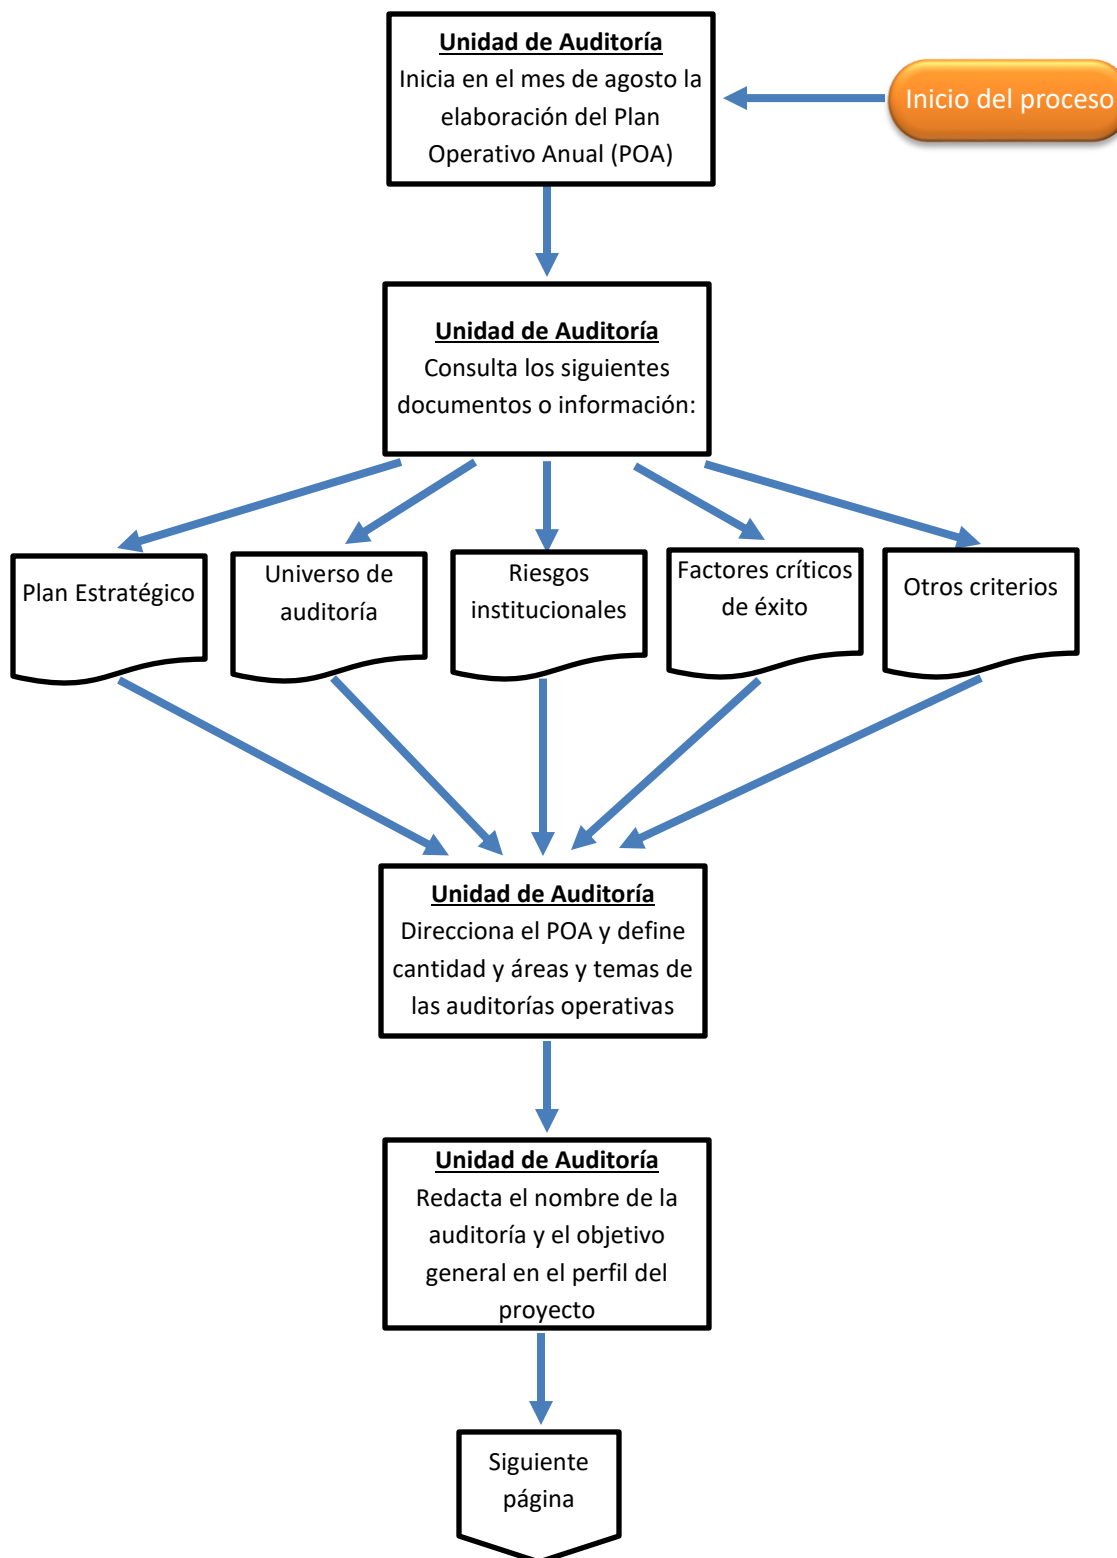 Unidad de Auditoría
Inicia en el mes de agosto la
elaboración del Plan
Operativo Anual (POA)
Inicio del proceso
Unidad de Auditoría
Consulta los siguientes
documentos o información:
Plan Estratégico
Universo de
auditoría
Riesgos
institucionales
Factores críticos
de éxito
Otros criterios
Unidad de Auditoría
Direcciona el POA y define
cantidad y áreas y temas de
las auditorías operativas
Unidad de Auditoría
Redacta el nombre de la
auditoría y el objetivo
general en el perfil del
proyecto
Siguiente
página